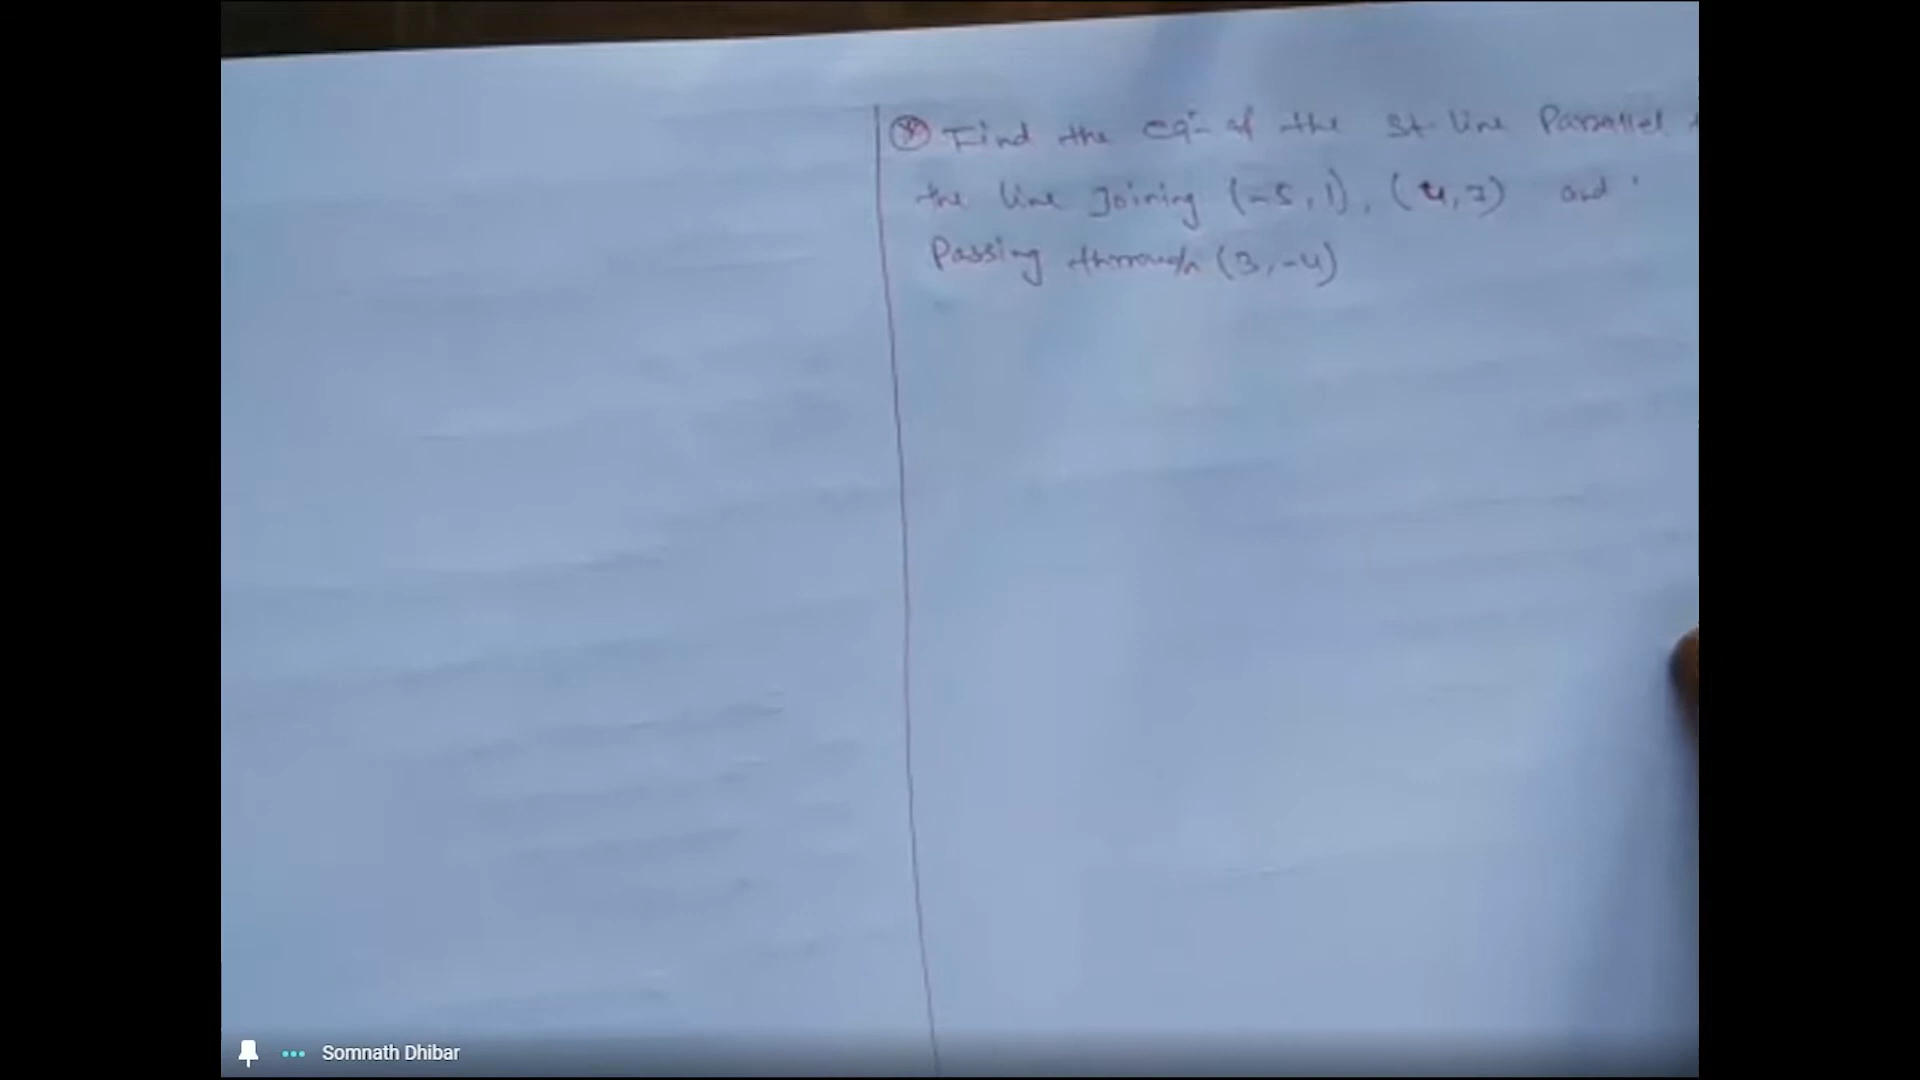 Find the eqn of the st. line Parallel
the line Joining (-5, 1), (4, 7) and
Passing through (3, -4)
Somnath Dhibar